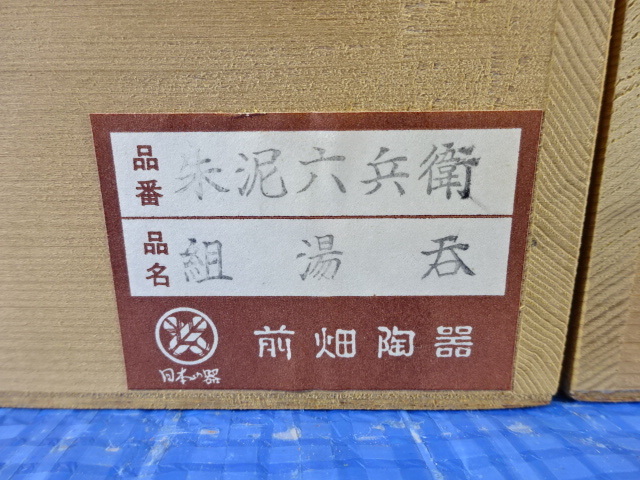 品番 朱泥六兵衛
品名 組湯呑
前畑陶器
日本の器